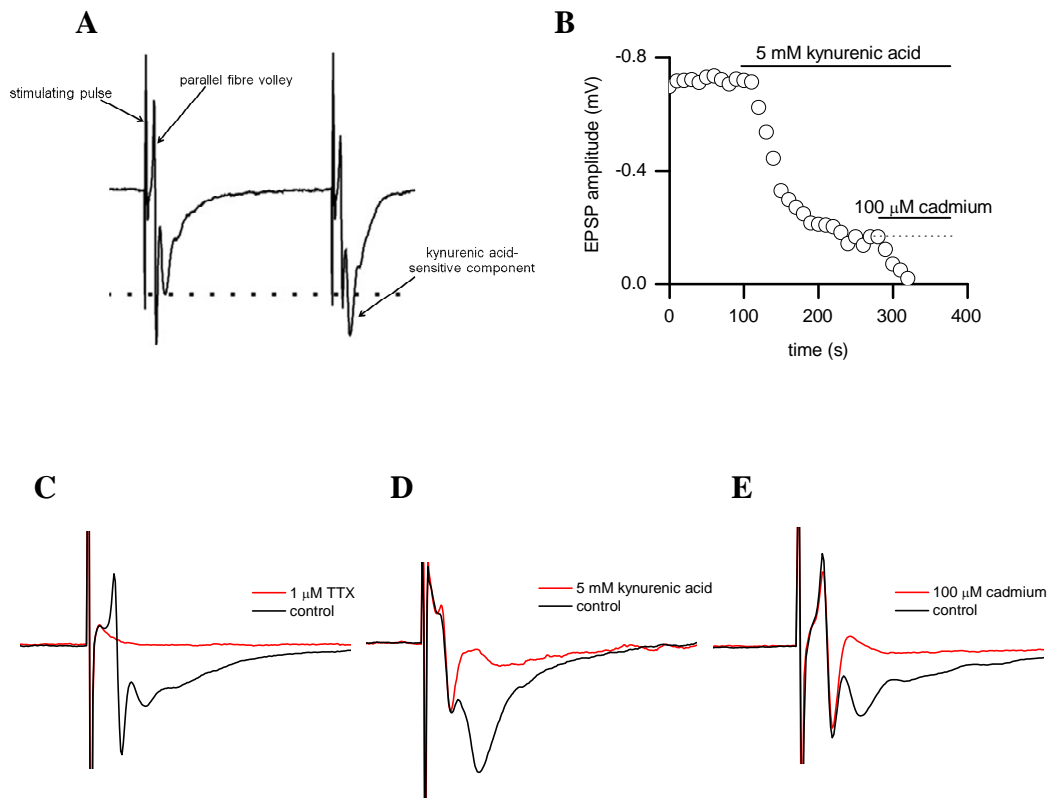 A
stimulating pulse
parallel fibre volley
kynurenic acid-
sensitive component
B
5 mM kynurenic acid
100 μM cadmium
EPSP amplitude (mV)
-0.8
-0.4
0.0
0
100
200
300
400
time (s)
C
1 μM TTX
control
D
5 mM kynurenic acid
control
E
100 μM cadmium
control